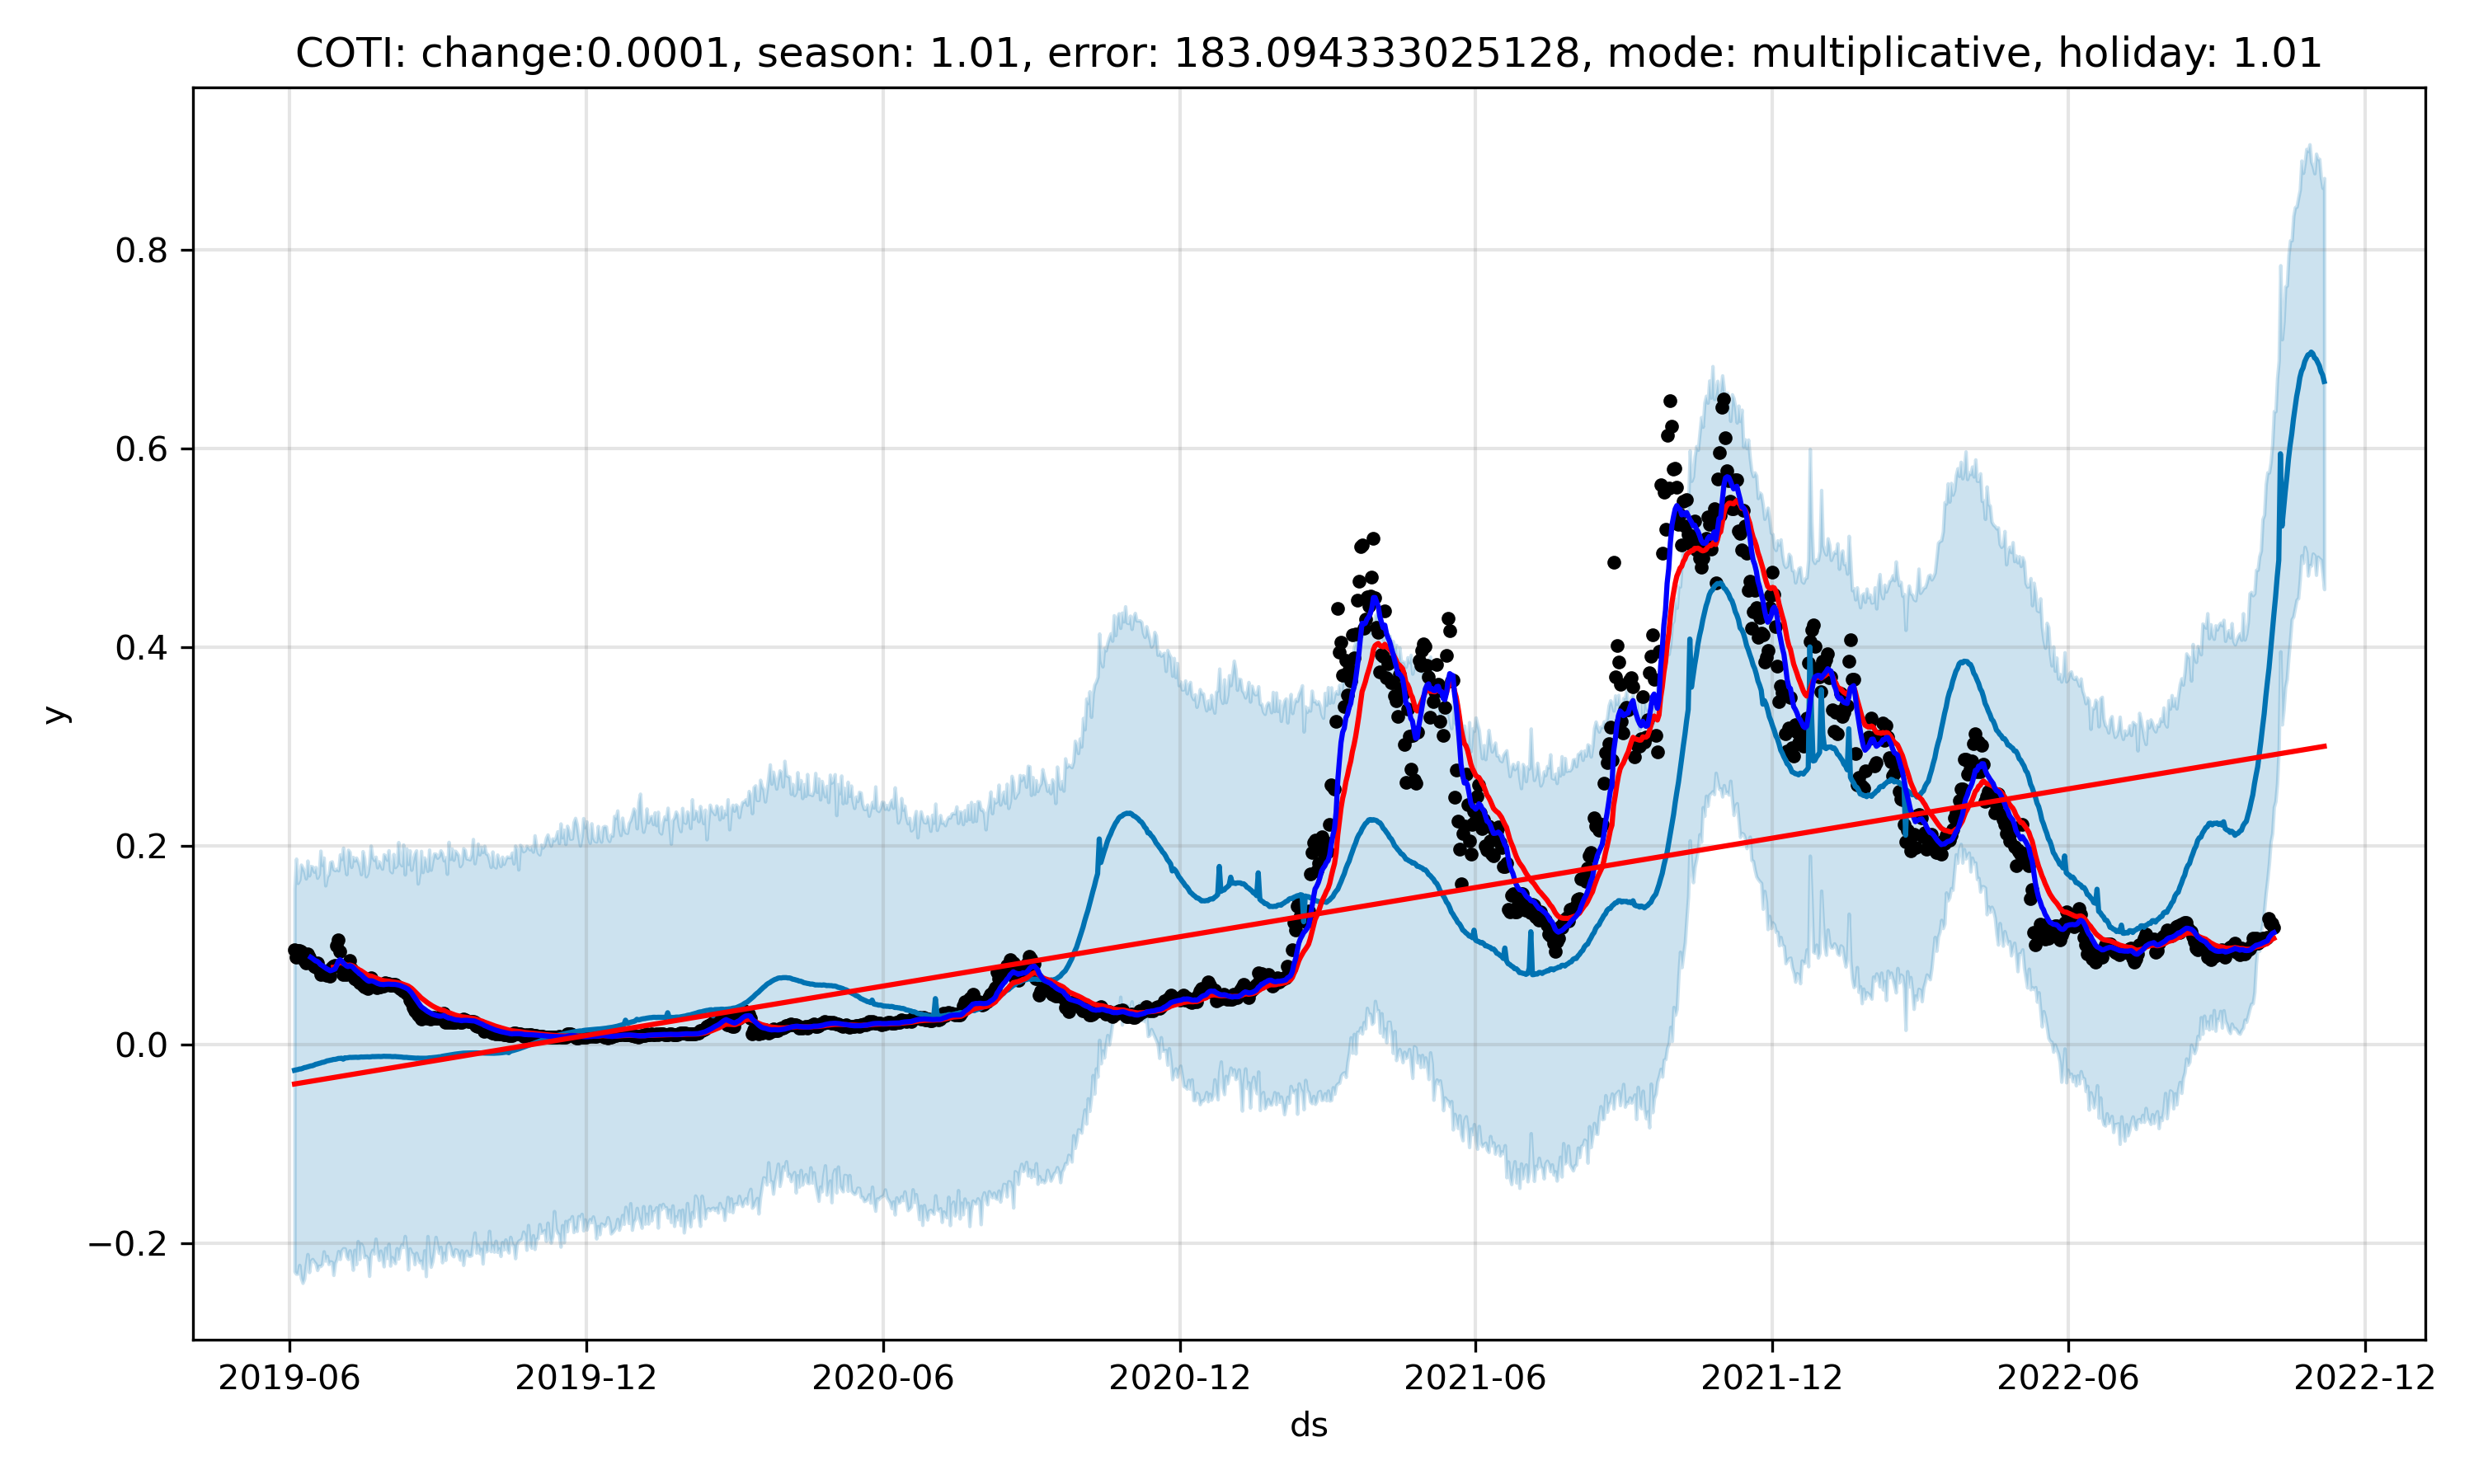 COTI: change:0.0001, season: 1.01, error: 183.094333025128, mode: multiplicative, holiday: 1.01
y
0.8
0.6
0.4
0.2
0.0
−0.2
2019-06 2019-12 2020-06 2020-12 2021-06 2021-12 2022-06 2022-12
ds